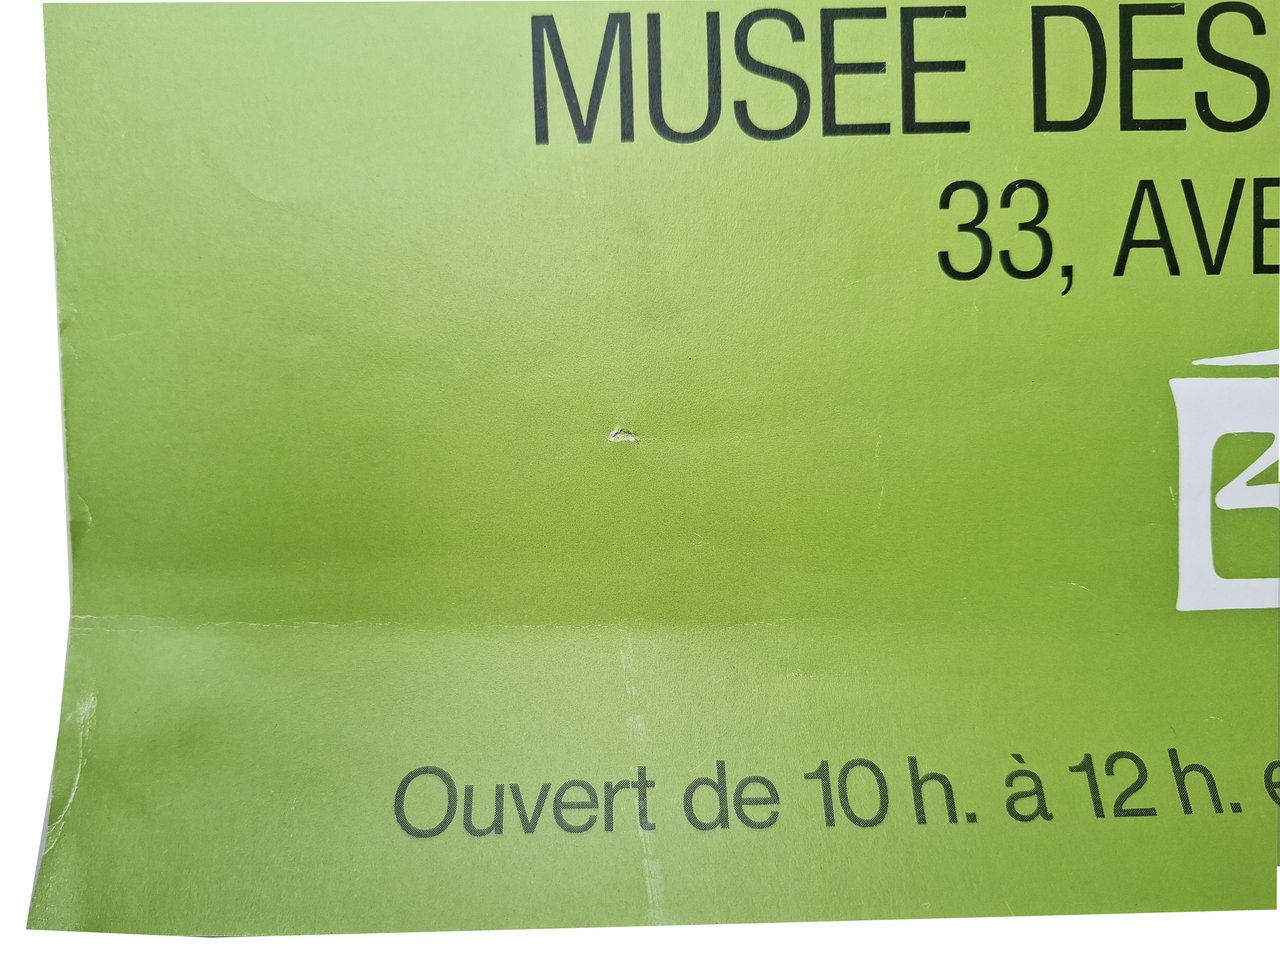 MUSEE DES
33, AVE
Ouvert de 10 h. à 12 h. e